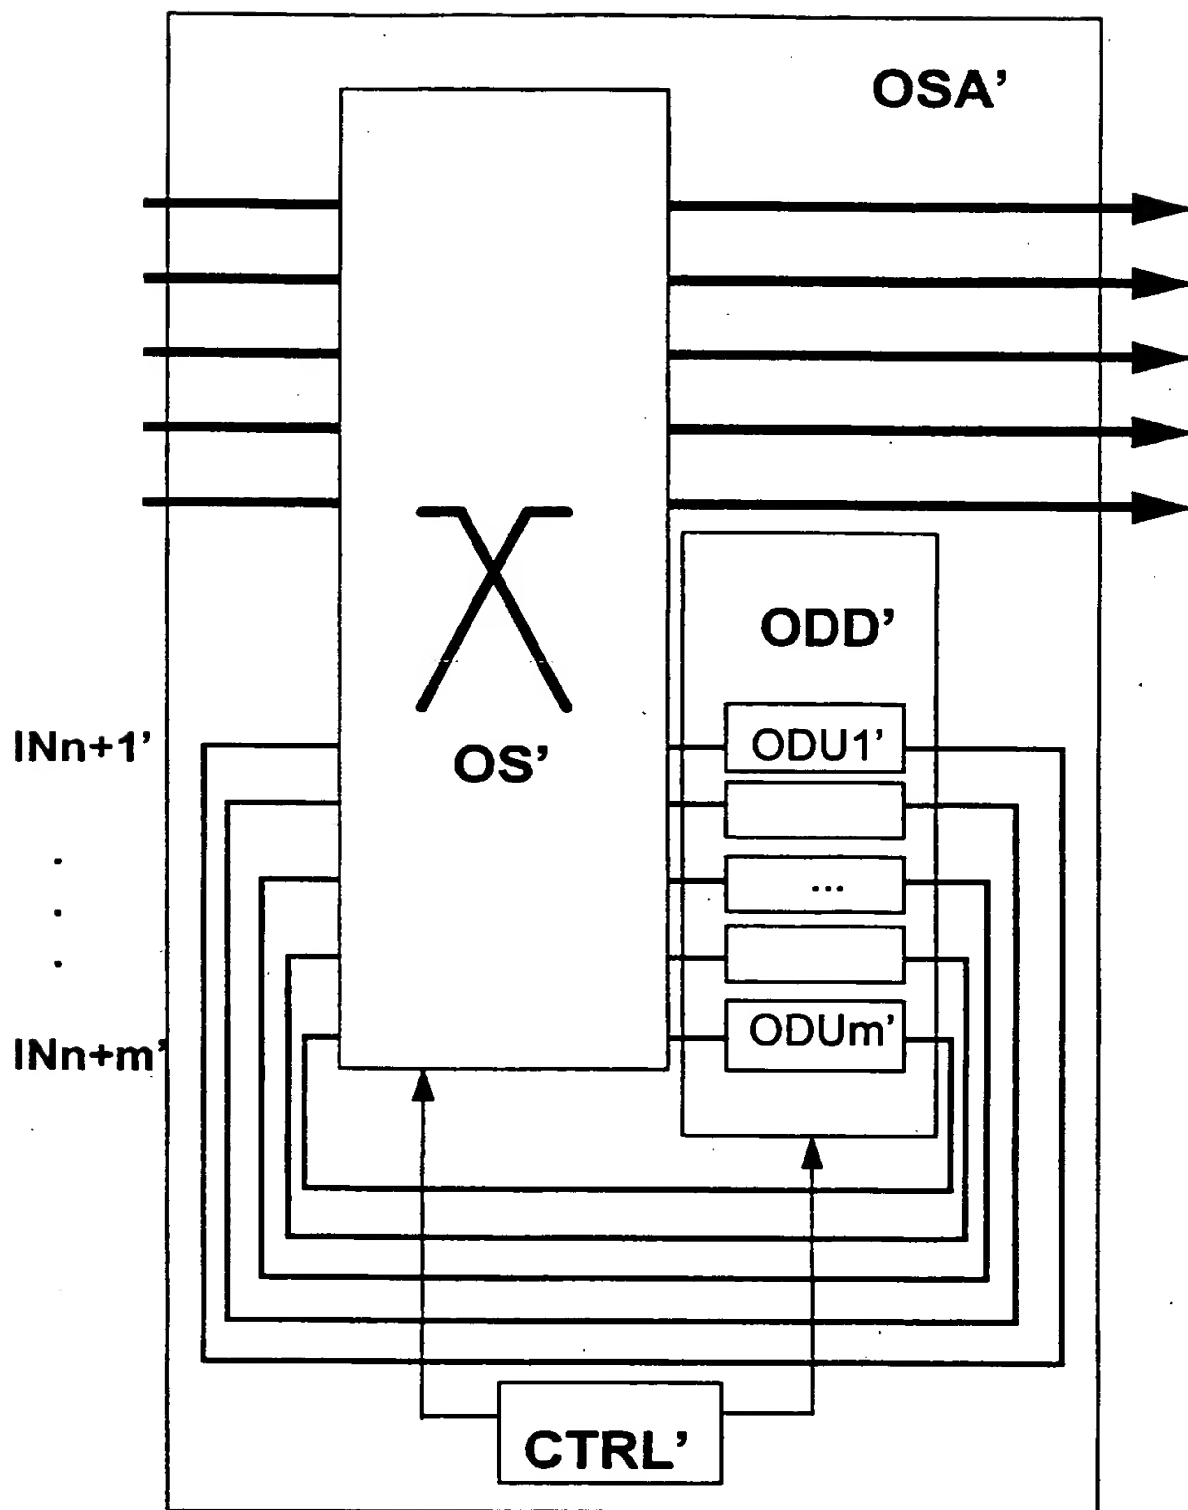 OSA’
ODD’
INn+1’
OS’
ODU1’
...
INn+m’
ODUm’
CTRL’